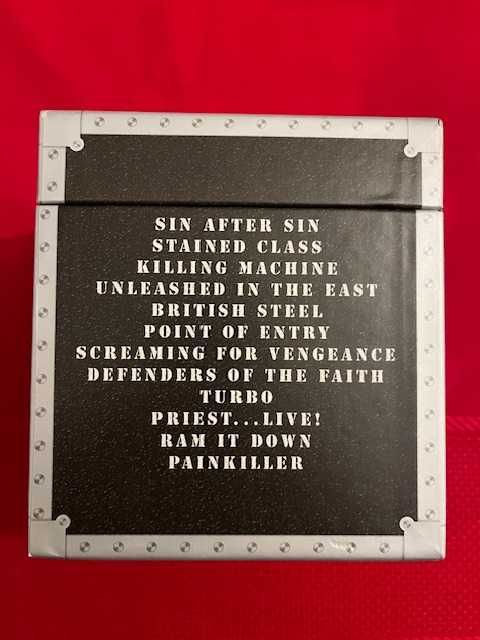 SIN AFTER SIN
STAINED CLASS
KILLING MACHINE
UNLEASHED IN THE EAST
BRITISH STEEL
POINT OF ENTRY
SCREAMING FOR VENGEANCE
DEFENDERS OF THE FAITH
TURBO
PRIEST...LIVE!
RAM IT DOWN
PAINKILLER